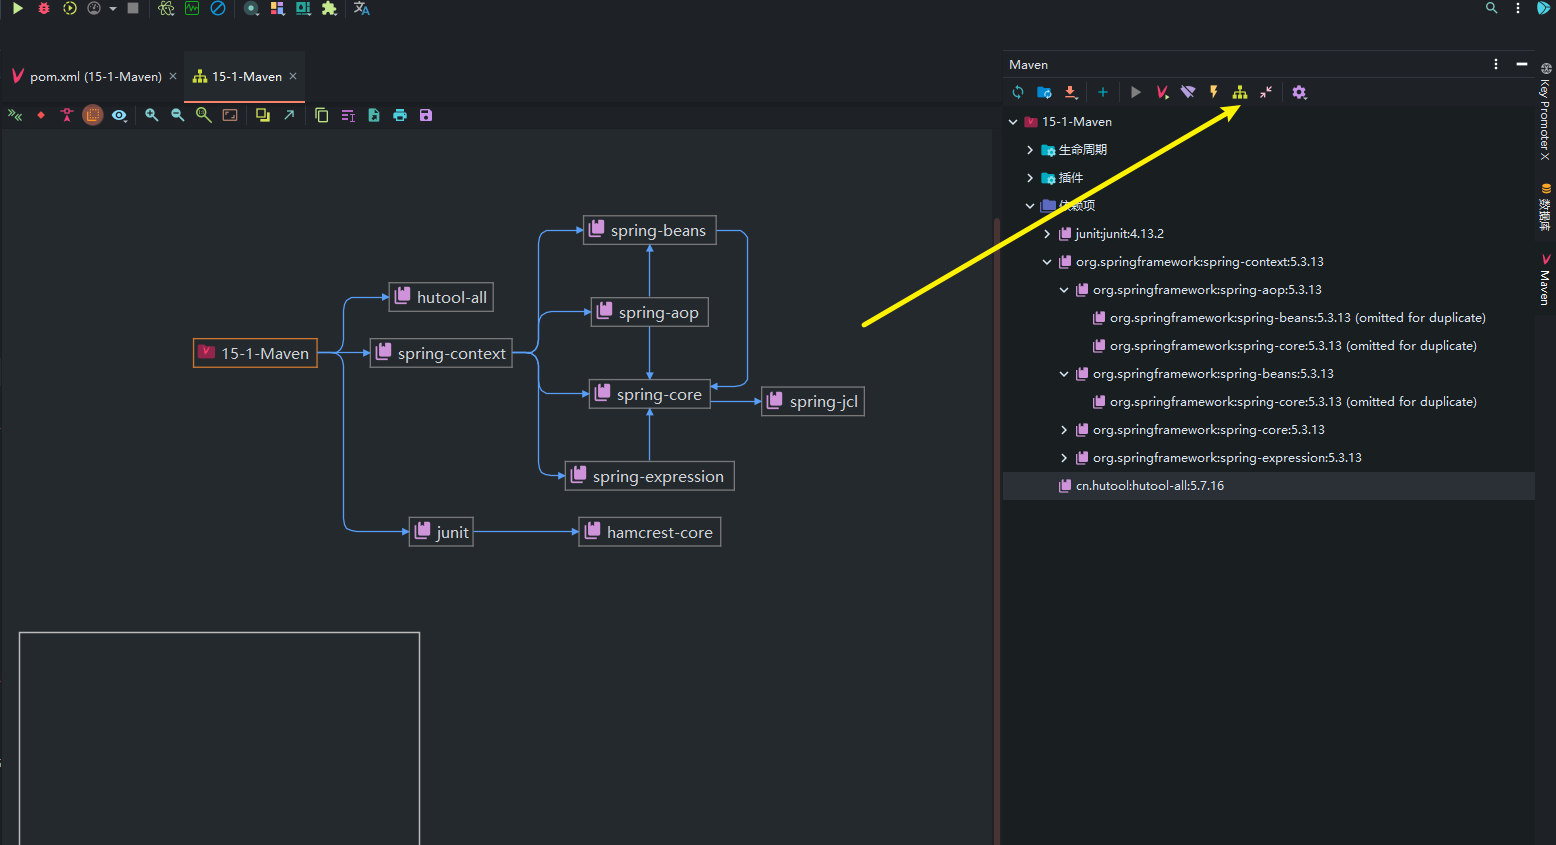 pom.xml (15-1-Maven)
15-1-Maven
hutool-all
15-1-Maven
spring-context
spring-beans
spring-aop
spring-core
spring-jcl
spring-expression
junit
hamcrest-core
Maven
15-1-Maven
生命周期
插件
依赖项
junit:junit:4.13.2
org.springframework:spring-context:5.3.13
org.springframework:spring-aop:5.3.13
org.springframework:spring-beans:5.3.13 (omitted for duplicate)
org.springframework:spring-core:5.3.13 (omitted for duplicate)
org.springframework:spring-beans:5.3.13
org.springframework:spring-core:5.3.13 (omitted for duplicate)
org.springframework:spring-core:5.3.13
org.springframework:spring-expression:5.3.13
cn.hutool:hutool-all:5.7.16
Key Promoter X
数据库
Maven